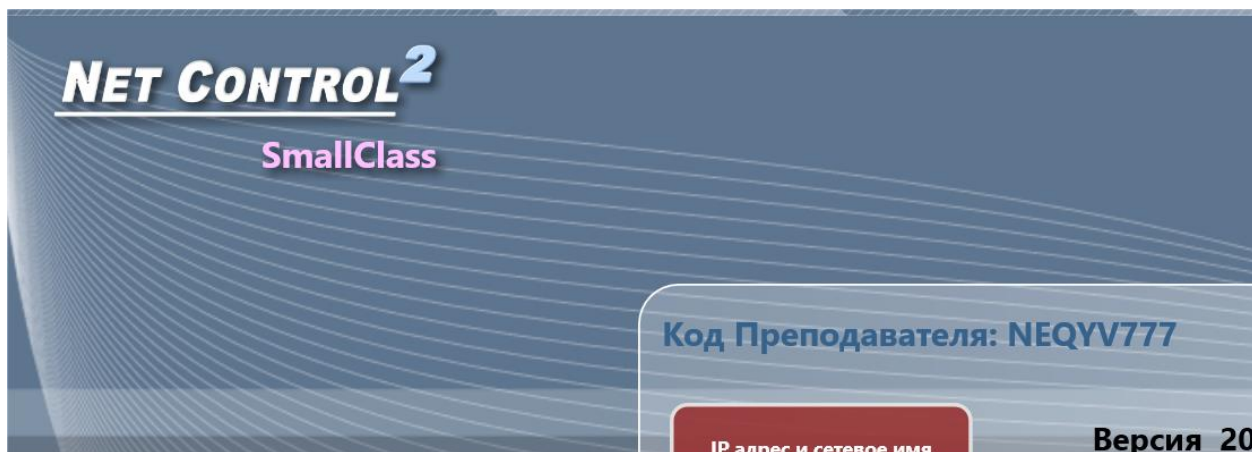 NET CONTROL²
SmallClass
Код Преподавателя: NEQYV777
IP адрес и сетевое имя
Версия 20